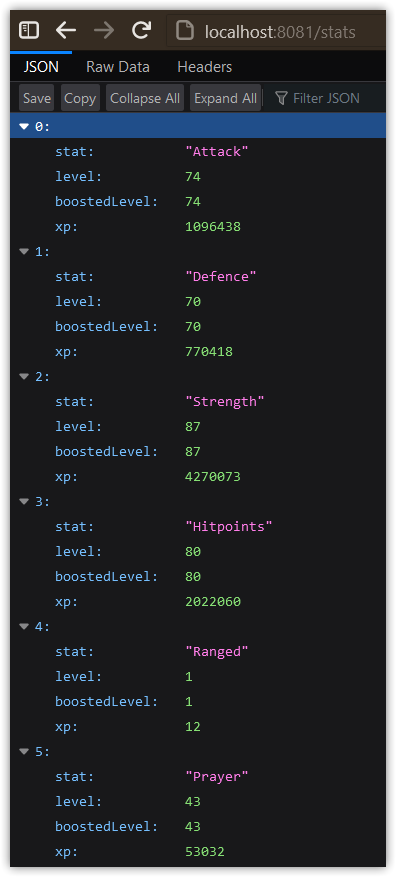 localhost:8081/stats
JSON Raw Data Headers
Save Copy Collapse All Expand All Filter JSON
0:
stat: "Attack"
level: 74
boostedLevel: 74
xp: 1096438
1:
stat: "Defence"
level: 70
boostedLevel: 70
xp: 770418
2:
stat: "Strength"
level: 87
boostedLevel: 87
xp: 4270073
3:
stat: "Hitpoints"
level: 80
boostedLevel: 80
xp: 2022060
4:
stat: "Ranged"
level: 1
boostedLevel: 1
xp: 12
5:
stat: "Prayer"
level: 43
boostedLevel: 43
xp: 53032